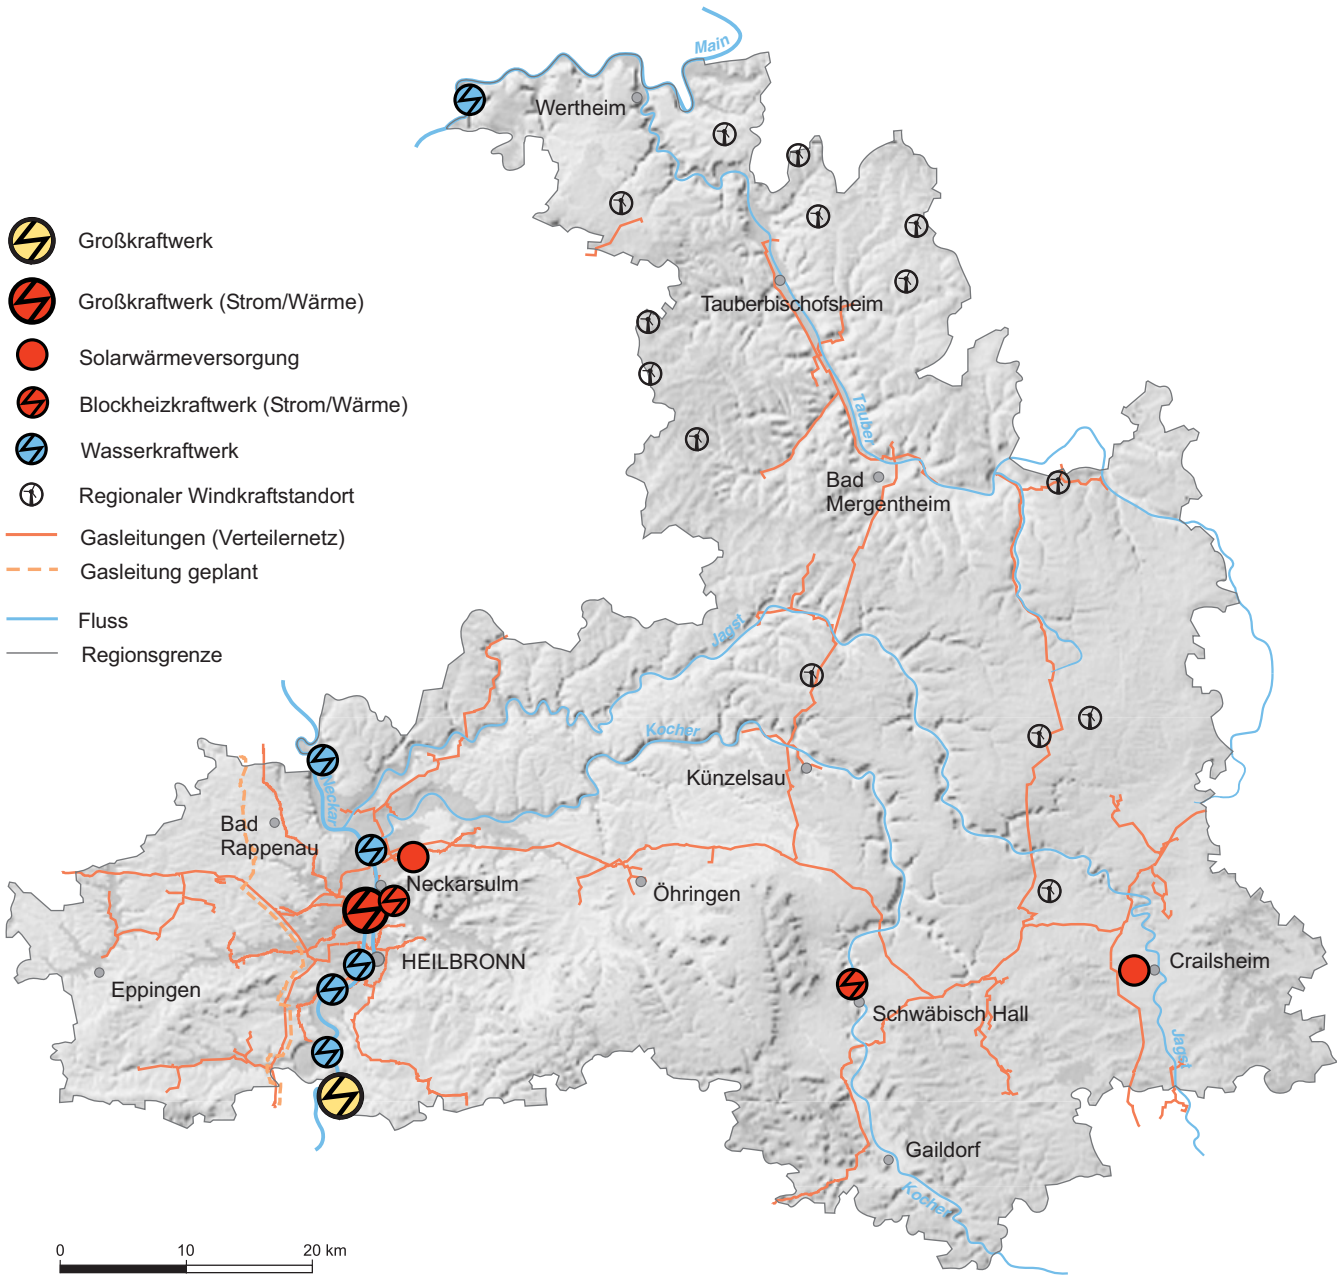 Main
Wertheim
Großkraftwerk
Großkraftwerk (Strom/Wärme)
Solarwärmeversorgung
Blockheizkraftwerk (Strom/Wärme)
Wasserkraftwerk
Regionaler Windkraftstandort
Gasleitungen (Verteilernetz)
Gasleitung geplant
Fluss
Regionsgrenze
Tauberbischofsheim
Tauber
Bad
Mergentheim
Jagst
Kocher
Künzelsau
Neckar
Bad
Rappenau
Neckarsulm
Öhringen
HEILBRONN
Eppingen
Crailsheim
Schwäbisch Hall
Jagst
Gaildorf
Kocher
0 10 20 km